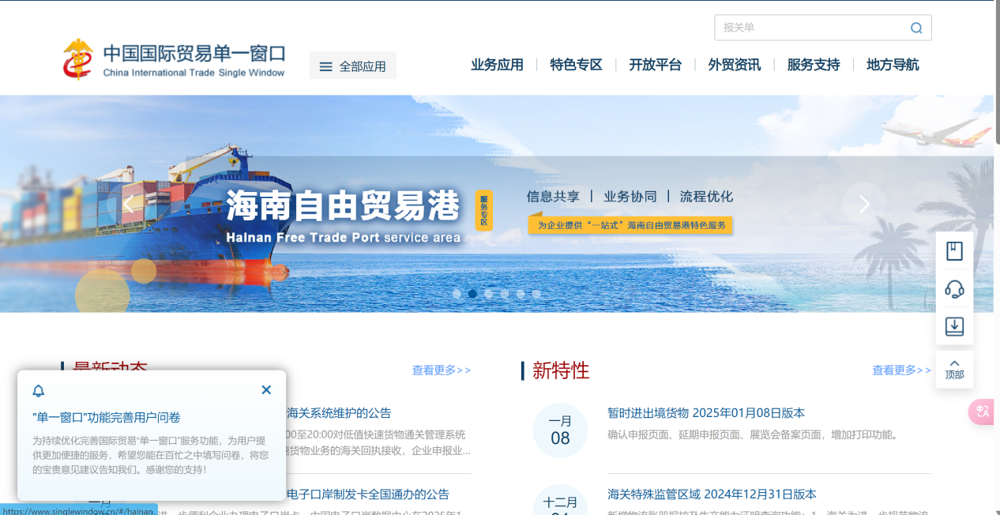 报关单
中国国际贸易单一窗口
China International Trade Single Window
全部应用
业务应用
特色专区
开放平台
外贸资讯
服务支持
地方导航
海南自由贸易港
Hainan Free Trade Port service area
服务专区
信息共享 | 业务协同 | 流程优化
为企业提供“一站式”海南自由贸易港特色服务
顶部
最新动态
查看更多>>
海关系统维护的公告
00至20:00对低值快速货物通关管理系统
货物业务的海关回执接收，企业申报业...
电子口岸制发卡全国通办的公告
"单一窗口"功能完善用户问卷
为持续优化完善国际贸易“单一窗口”服务功能，为用户提
供更加便捷的服务，希望您能在百忙之中填写问卷，将您
的宝贵意见建议告知我们。感谢您的支持！
https://www.singlewindow.cn/#/hainan
新特性
查看更多>>
一月
08
暂时进出境货物 2025年01月08日版本
确认申报页面、延期申报页面、展览会备案页面，增加打印功能。
十二月
海关特殊监管区域 2024年12月31日版本